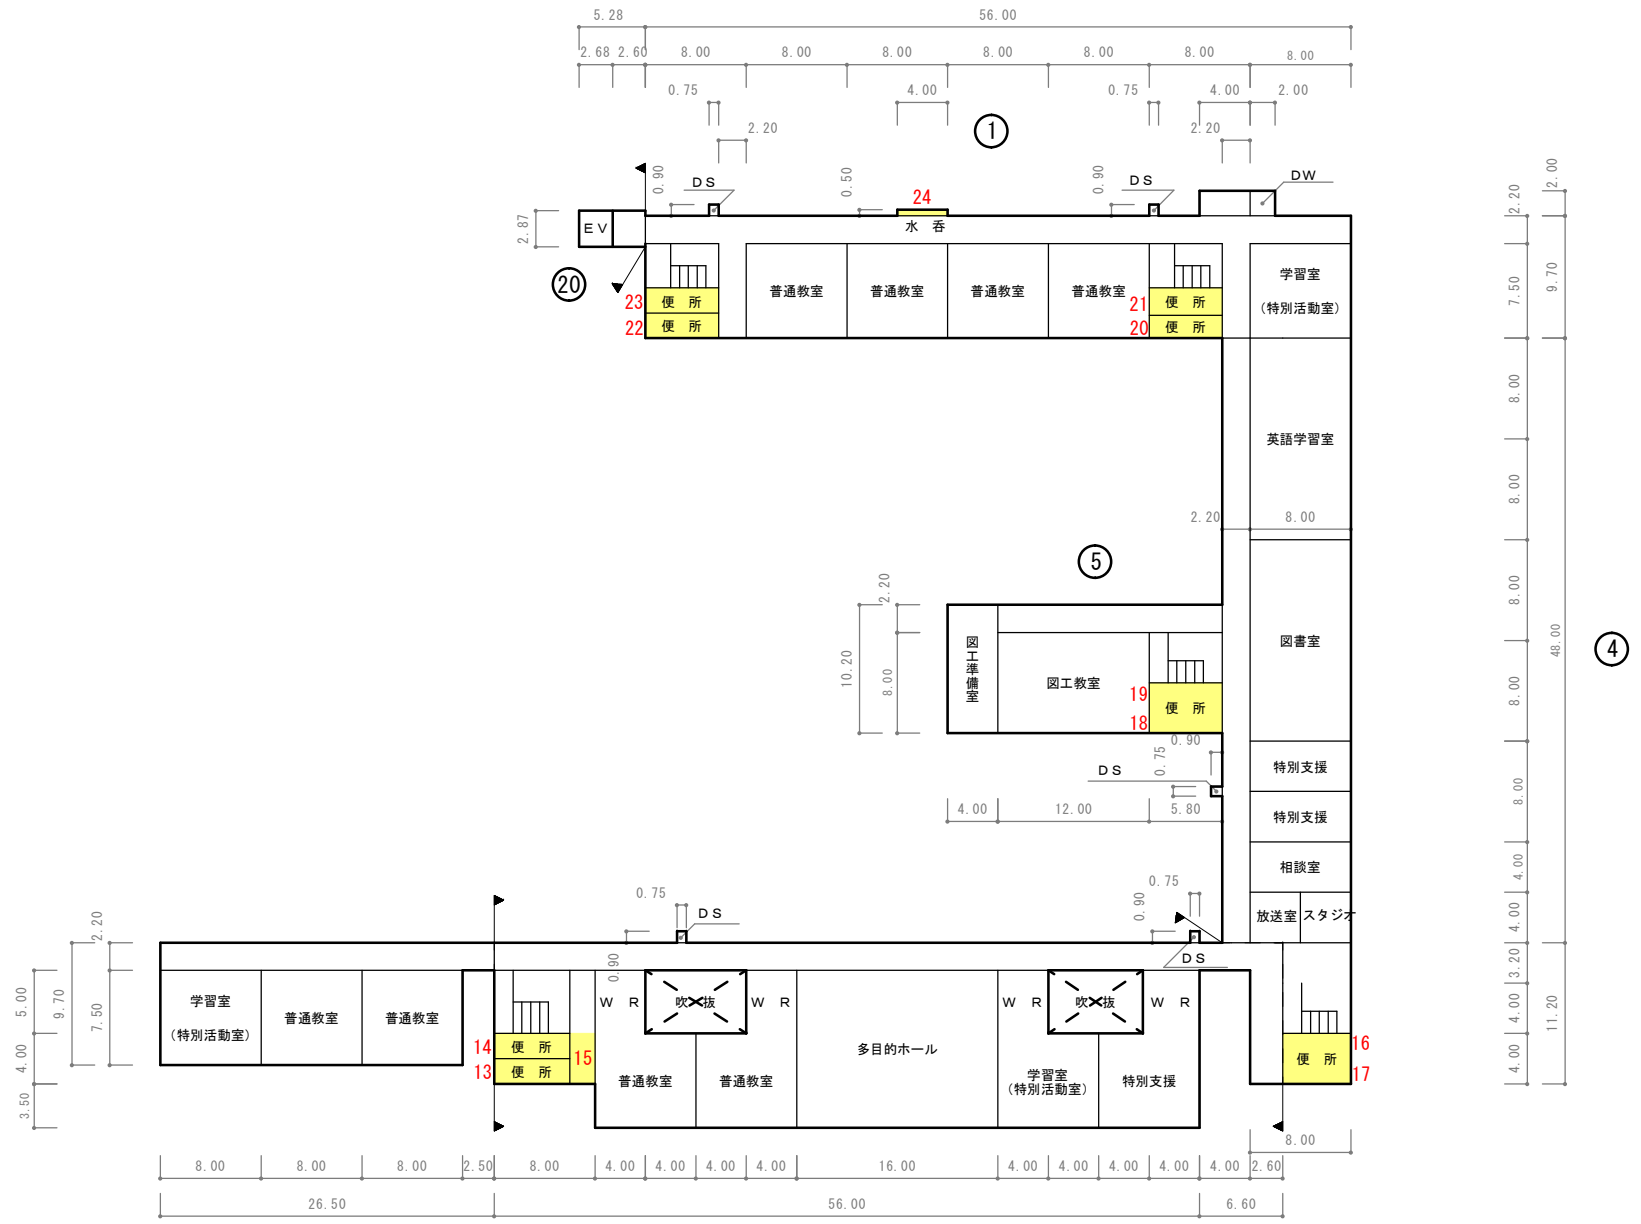 5.28 56.00
2.68 2.60 8.00 8.00 8.00 8.00 8.00 8.00 8.00
0.75 4.00 0.75 4.00 2.00
① 2.20 2.20
0.90 DS 0.50 24 0.90 DS DW 2.20 2.00
2.87 EV 水 呑
⑳ 学習室
(特別活動室)
普通教室 普通教室 普通教室 普通教室
23 便 所 21 便 所
22 便 所 20 便 所
7.50 9.70
英語学習室
8.00
8.00
2.20 8.00
⑤
2.20
10.20 8.00
図工準備室
図工教室
19
便 所
18
図書室
8.00
8.00
48.00
④
0.90
0.75
DS
特別支援
特別支援
8.00
4.00 12.00 5.80
相談室
4.00
放送室 スタジオ
4.00
0.75 DS 0.90 0.75 0.90 DS
2.20
5.00 9.70 7.50
4.00
3.50
学習室
(特別活動室)
普通教室 普通教室
W R 吹 抜 W R
W R 吹 抜 W R
14 便 所 15
13 便 所
普通教室 普通教室
多目的ホール
学習室
(特別活動室)
特別支援
16
便 所
17
3.20
4.00
4.00
11.20
8.00
8.00 8.00 8.00 2.50 8.00 4.00 4.00 4.00 4.00 16.00 4.00 4.00 4.00 4.00 4.00 2.60
26.50 56.00 6.60